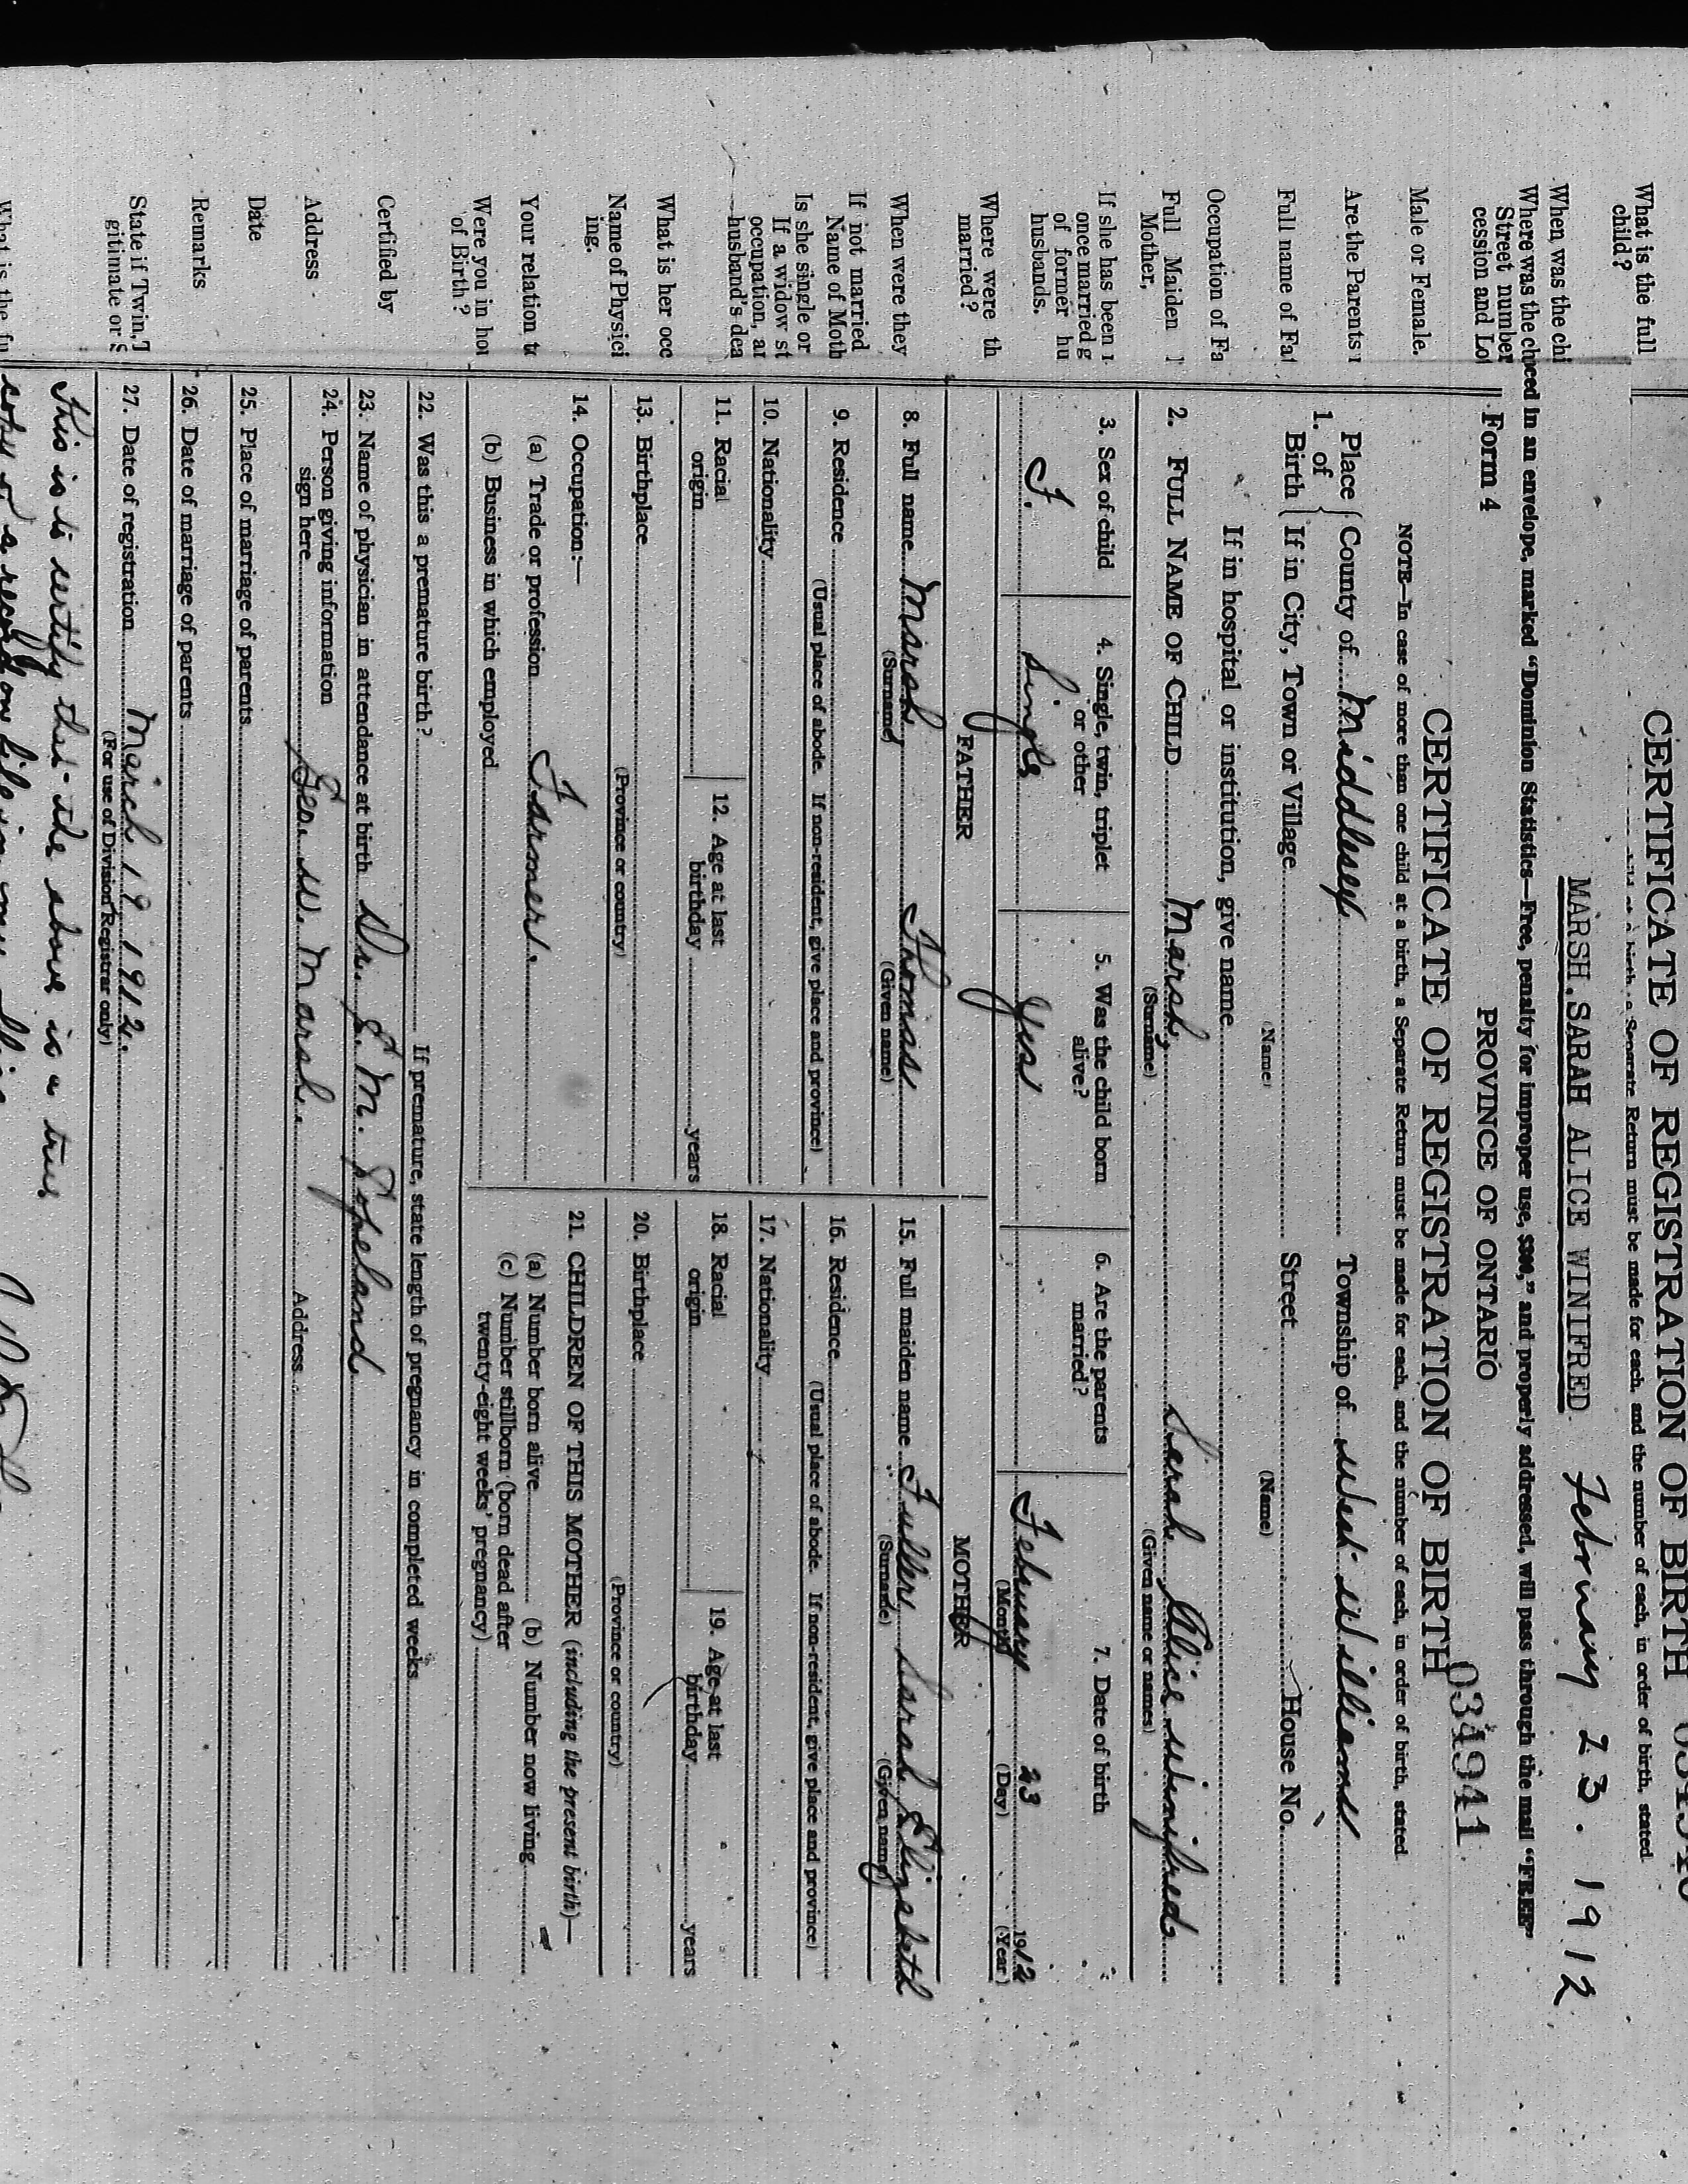 CERTIFICATE OF REGISTRATION OF BIRTH
Separate Return must be made for each, and the number of each, in order of birth, stated.
MARSH, SARAH ALICE WINIFRED February 23. 1912
ced in an envelope, marked “Dominion Statistics—Free, penalty for improper use, $300,” and properly addressed, will pass through the mail “FREE”
Form 4 PROVINCE OF ONTARIO
CERTIFICATE OF REGISTRATION OF BIRTH 034941
NOTE—In case of more than one child at a birth, a Separate Return must be made for each, and the number of each, in order of birth, stated.
1. Place of Birth { County of Middlesex Township of West Williams
If in City, Town or Village Street House No.
(Name) (Name)
If in hospital or institution, give name
2. FULL NAME OF CHILD Marsh, Sarah Alice Winifred
(Surname) (Given name or names)
3. Sex of child 4. Single, twin, triplet or other 5. Was the child born alive? 6. Are the parents married? 7. Date of birth
F. Single Yes February 23 1912
(Month) (Day) (Year)
FATHER MOTHER
8. Full name Marsh, Thomas 15. Full maiden name Fuller, Sarah Elizabeth
(Surname) (Given name) (Surname) (Given name)
9. Residence 16. Residence
(Usual place of abode. If non-resident, give place and province) (Usual place of abode. If non-resident, give place and province)
10. Nationality 17. Nationality
11. Racial origin 12. Age at last birthday years 18. Racial origin 19. Age at last birthday years
13. Birthplace 20. Birthplace
(Province or country) (Province or country)
14. Occupation:— 21. CHILDREN OF THIS MOTHER (including the present birth)—
(a) Trade or profession Farmer. (a) Number born alive (b) Number now living
(b) Business in which employed (c) Number stillborn (born dead after twenty-eight weeks' pregnancy)
22. Was this a premature birth? If premature, state length of pregnancy in completed weeks
23. Name of physician in attendance at birth Dr. E. M. Copeland
24. Person giving information sign here Geo. W. Marsh. Address
25. Place of marriage of parents
26. Date of marriage of parents
27. Date of registration March 19 1912.
(For use of Division Registrar only)
This is to certify that the above is a true
What is the full child?
When was the chi
Where was the ch
Street number
cession and Lo
Male or Female.
Are the Parents
Full name of Fat
Occupation of Fa
Full Maiden
Mother,
If she has been
once married g
of former hu
husbands.
Where were th
married?
When were they
If not married
Name of Moth
Is she single or
If a widow st
occupation, a
husband's dea
What is her occ
Name of Physici
ing.
Your relation t
Were you in ho
of Birth?
Certified by
Address
Date
Remarks
State if Twin,
gitimate or S
What is the fu